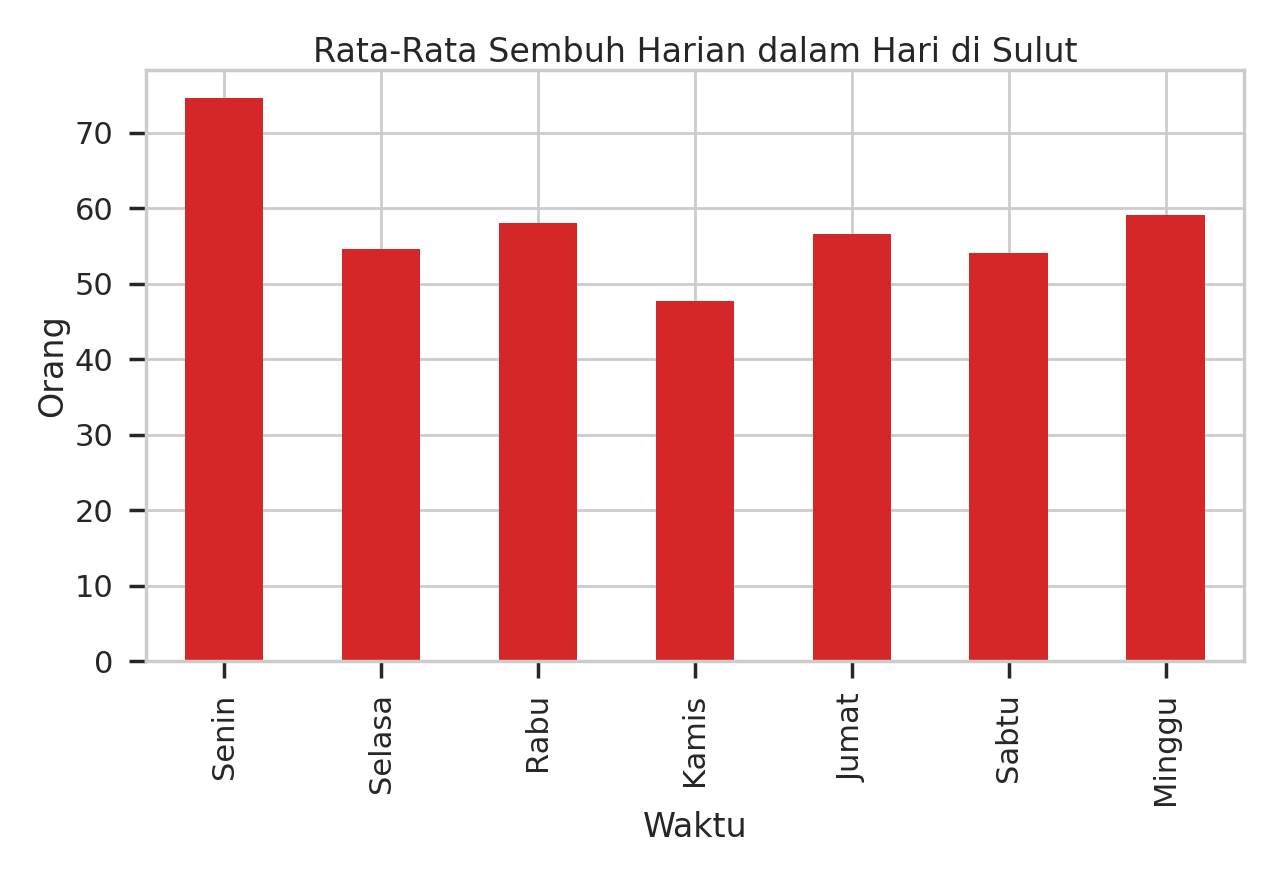 Rata-Rata Sembuh Harian dalam Hari di Sulut
Orang
70
60
50
40
30
20
10
0
Senin
Selasa
Rabu
Kamis
Jumat
Sabtu
Minggu
Waktu